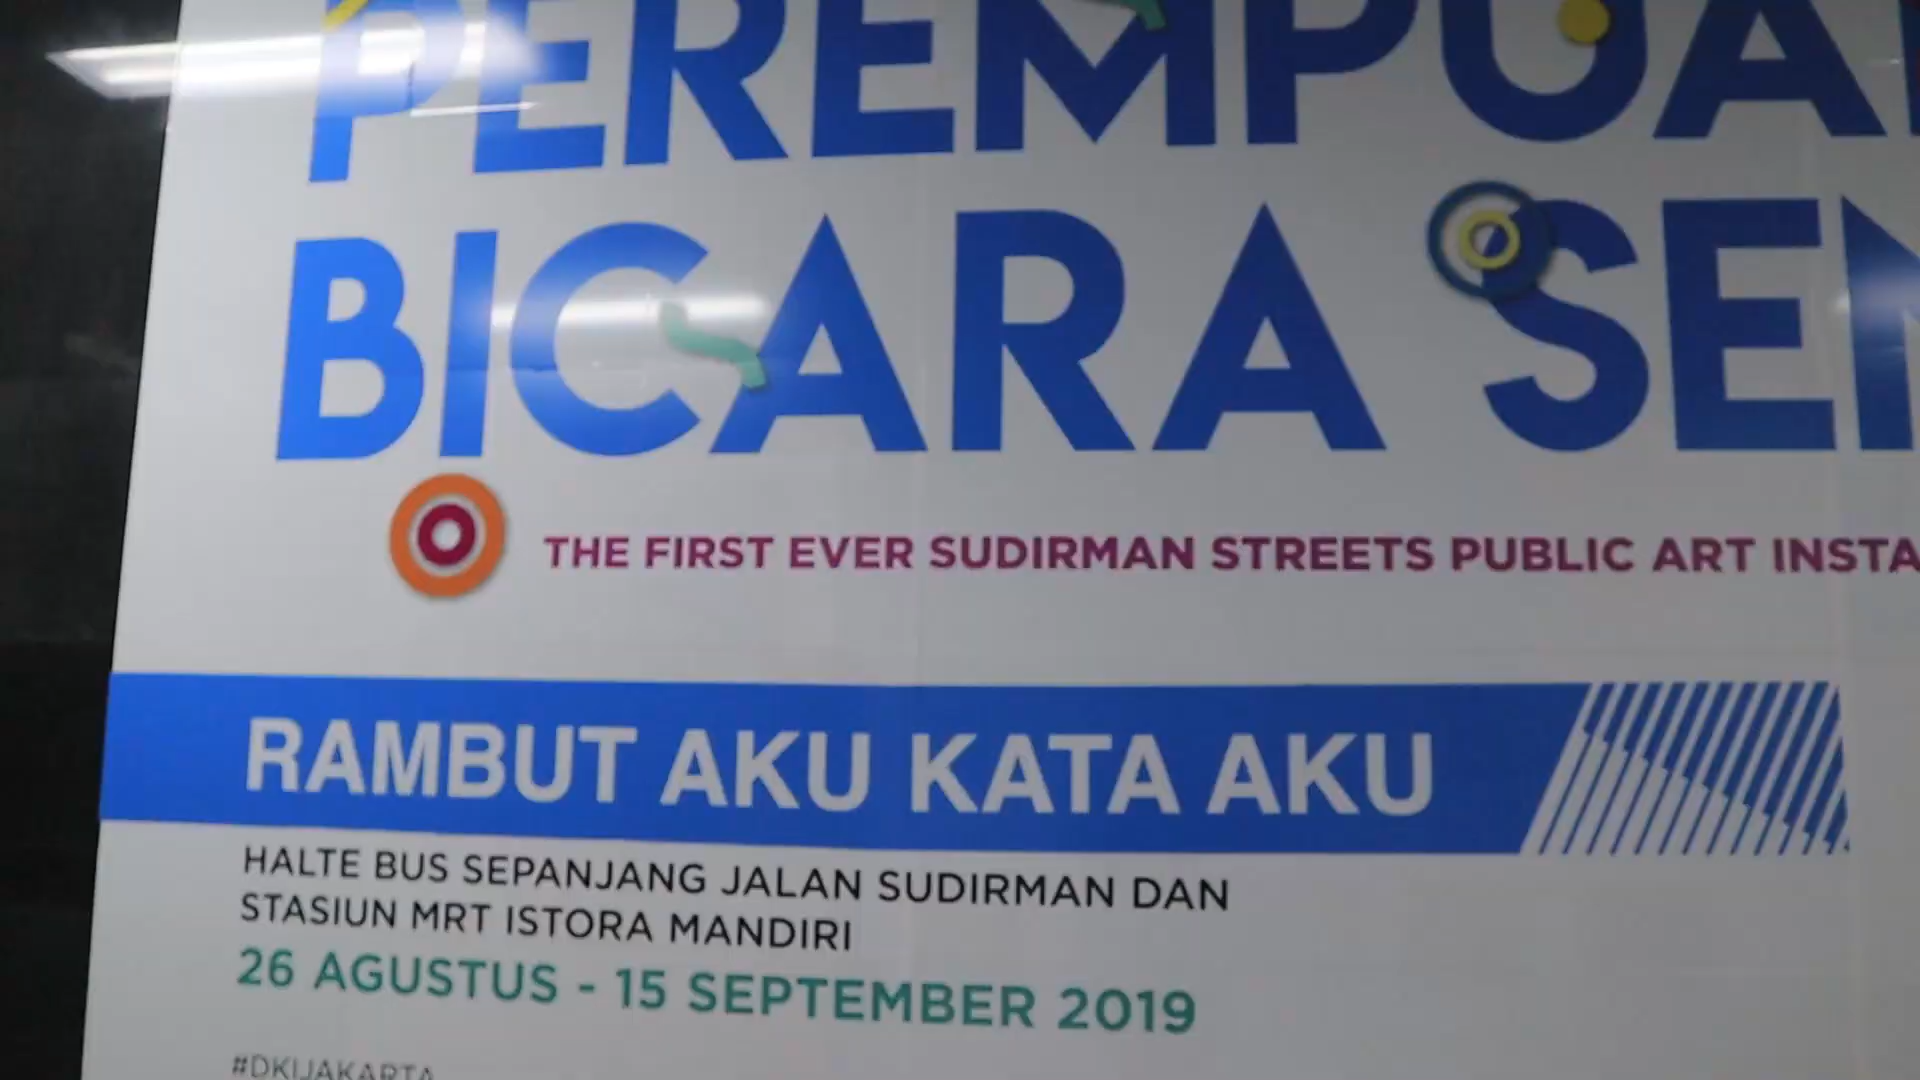 PEREMPUA
BICARA SE
THE FIRST EVER SUDIRMAN STREETS PUBLIC ART INSTA
RAMBUT AKU KATA AKU
HALTE BUS SEPANJANG JALAN SUDIRMAN DAN
STASIUN MRT ISTORA MANDIRI
26 AGUSTUS - 15 SEPTEMBER 2019
#DKIJAKARTA